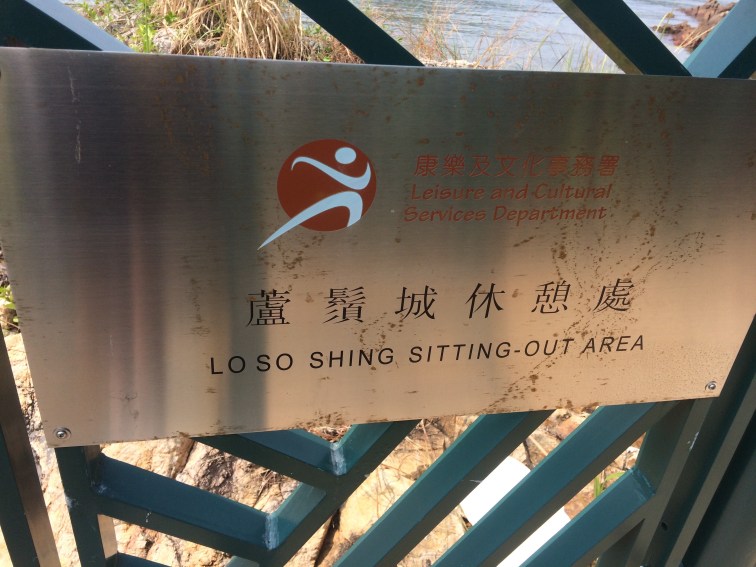 康樂及文化事務署
Leisure and Cultural
Services Department
蘆鬚城休憩處
LO SO SHING SITTING-OUT AREA